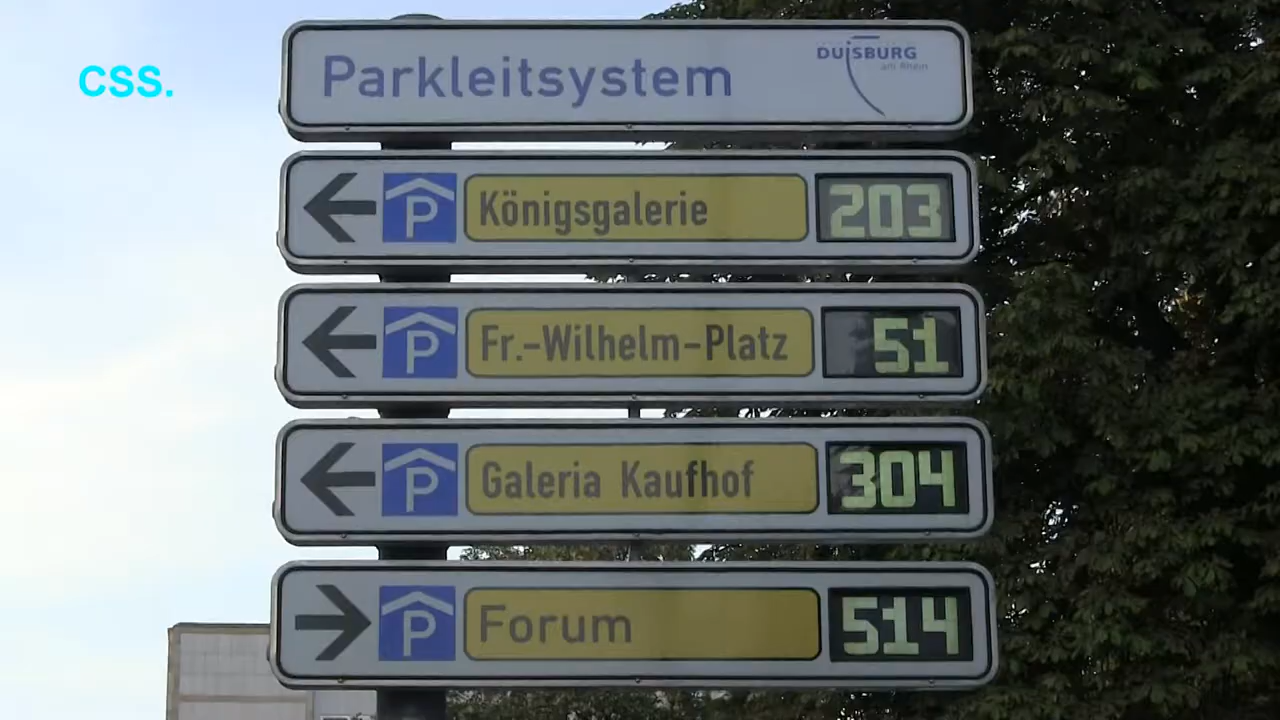 CSS.
Parkleitsystem
DUISBURG
am Rhein
P Königsgalerie 203
P Fr.-Wilhelm-Platz 51
P Galeria Kaufhof 304
P Forum 514